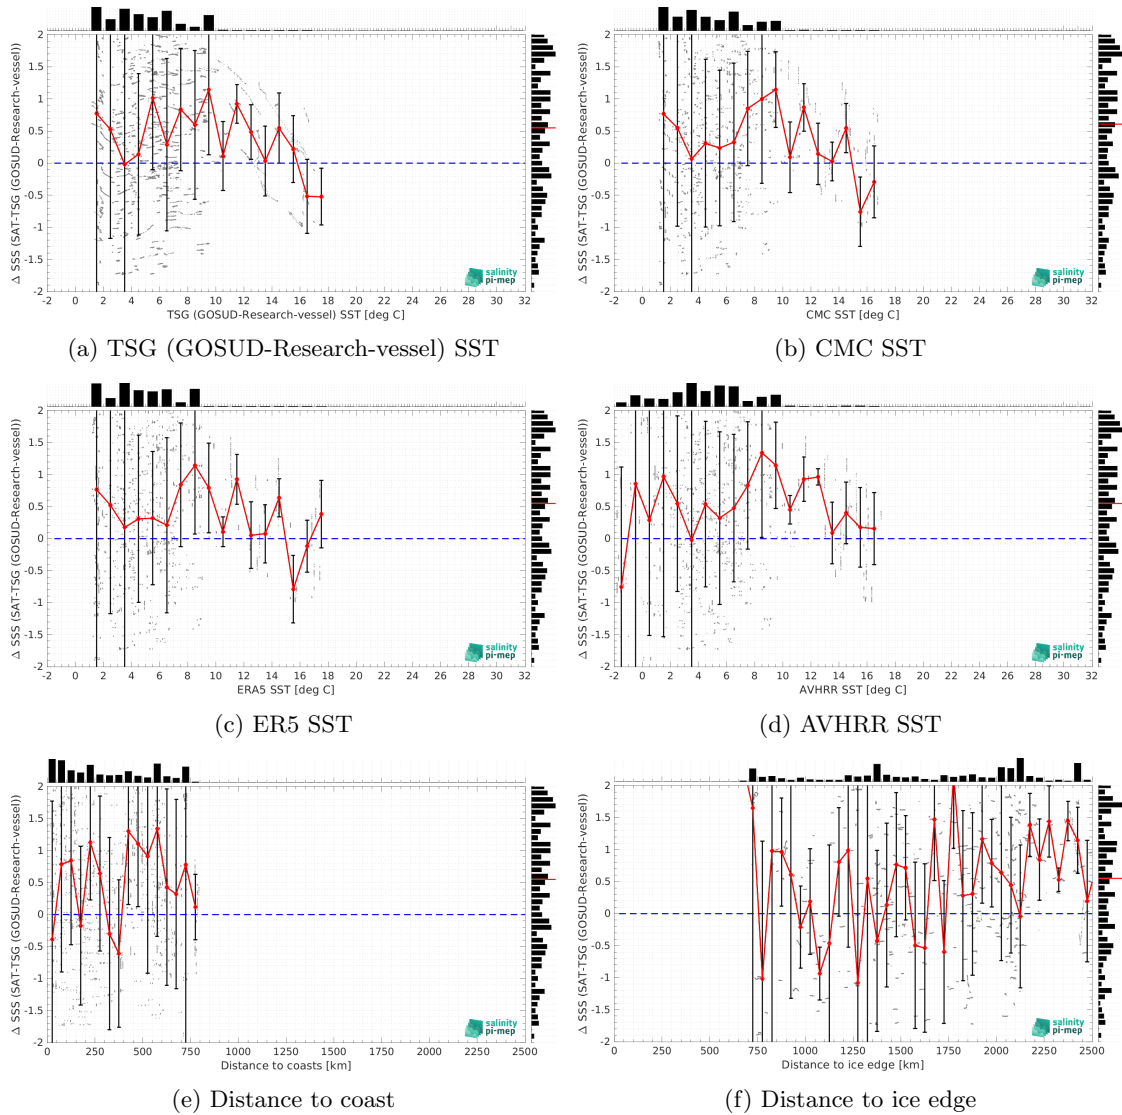 Δ SSS (SAT-TSG (GOSUD-Research-vessel))
2
1.5
1
0.5
0
-0.5
-1
-1.5
-2
-2 0 2 4 6 8 10 12 14 16 18 20 22 24 26 28 30 32
TSG (GOSUD-Research-vessel) SST [deg C]
salinity
pi-mep
(a) TSG (GOSUD-Research-vessel) SST
Δ SSS (SAT-TSG (GOSUD-Research-vessel))
2
1.5
1
0.5
0
-0.5
-1
-1.5
-2
-2 0 2 4 6 8 10 12 14 16 18 20 22 24 26 28 30 32
CMC SST [deg C]
salinity
pi-mep
(b) CMC SST
Δ SSS (SAT-TSG (GOSUD-Research-vessel))
2
1.5
1
0.5
0
-0.5
-1
-1.5
-2
-2 0 2 4 6 8 10 12 14 16 18 20 22 24 26 28 30 32
ERA5 SST [deg C]
salinity
pi-mep
(c) ER5 SST
Δ SSS (SAT-TSG (GOSUD-Research-vessel))
2
1.5
1
0.5
0
-0.5
-1
-1.5
-2
-2 0 2 4 6 8 10 12 14 16 18 20 22 24 26 28 30 32
AVHRR SST [deg C]
salinity
pi-mep
(d) AVHRR SST
Δ SSS (SAT-TSG (GOSUD-Research-vessel))
2
1.5
1
0.5
0
-0.5
-1
-1.5
-2
0 250 500 750 1000 1250 1500 1750 2000 2250 2500
Distance to coasts [km]
salinity
pi-mep
(e) Distance to coast
Δ SSS (SAT-TSG (GOSUD-Research-vessel))
2
1.5
1
0.5
0
-0.5
-1
-1.5
-2
0 250 500 750 1000 1250 1500 1750 2000 2250 2500
Distance to ice edge [km]
salinity
pi-mep
(f) Distance to ice edge